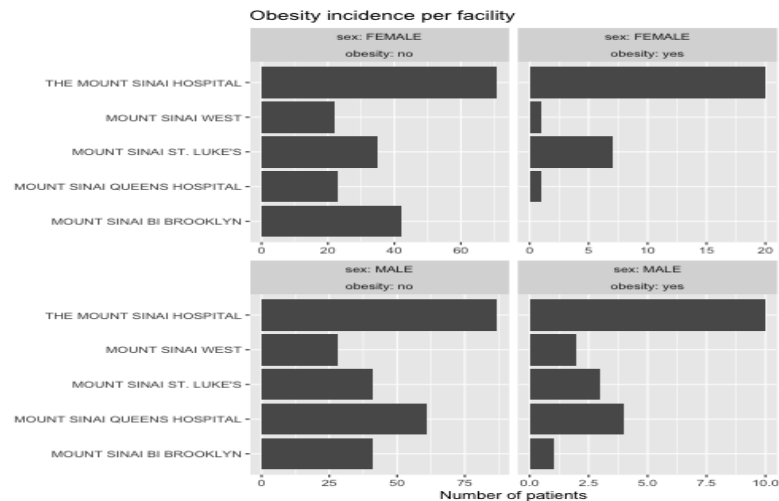 Obesity incidence per facility
sex: FEMALE
obesity: no
sex: FEMALE
obesity: yes
THE MOUNT SINAI HOSPITAL
MOUNT SINAI WEST
MOUNT SINAI ST. LUKE'S
MOUNT SINAI QUEENS HOSPITAL
MOUNT SINAI BI BROOKLYN
0 20 40 60
0 5 10 15 20
sex: MALE
obesity: no
sex: MALE
obesity: yes
THE MOUNT SINAI HOSPITAL
MOUNT SINAI WEST
MOUNT SINAI ST. LUKE'S
MOUNT SINAI QUEENS HOSPITAL
MOUNT SINAI BI BROOKLYN
0 25 50 75
0.0 2.5 5.0 7.5 10.0
Number of patients